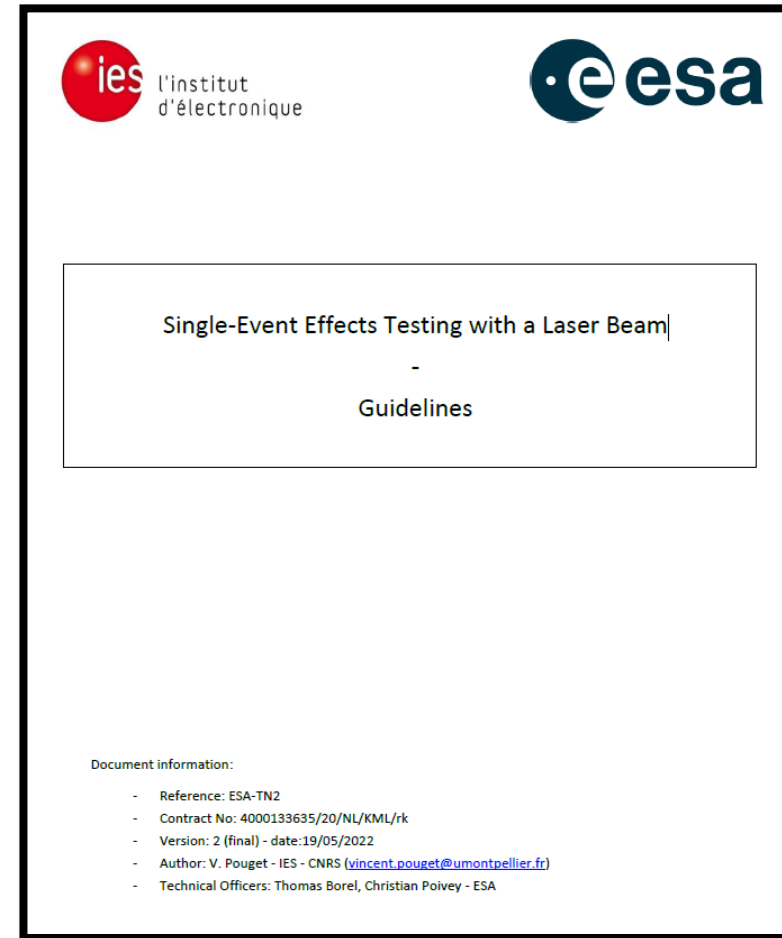 ies
l'institut
d'électronique
esa
Single-Event Effects Testing with a Laser Beam
-
Guidelines
Document information:
- Reference: ESA-TN2
- Contract No: 4000133635/20/NL/KML/rk
- Version: 2 (final) - date:19/05/2022
- Author: V. Pouget - IES - CNRS (vincent.pouget@umontpellier.fr)
- Technical Officers: Thomas Borel, Christian Poivey - ESA